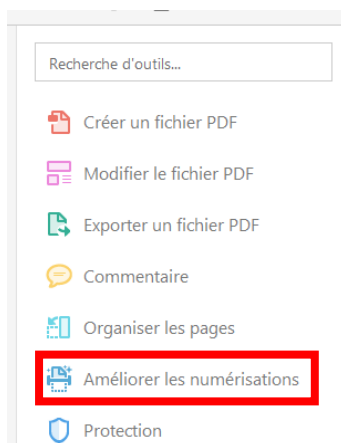 Recherche d'outils...
Créer un fichier PDF
Modifier le fichier PDF
Exporter un fichier PDF
Commentaire
Organiser les pages
Améliorer les numérisations
Protection